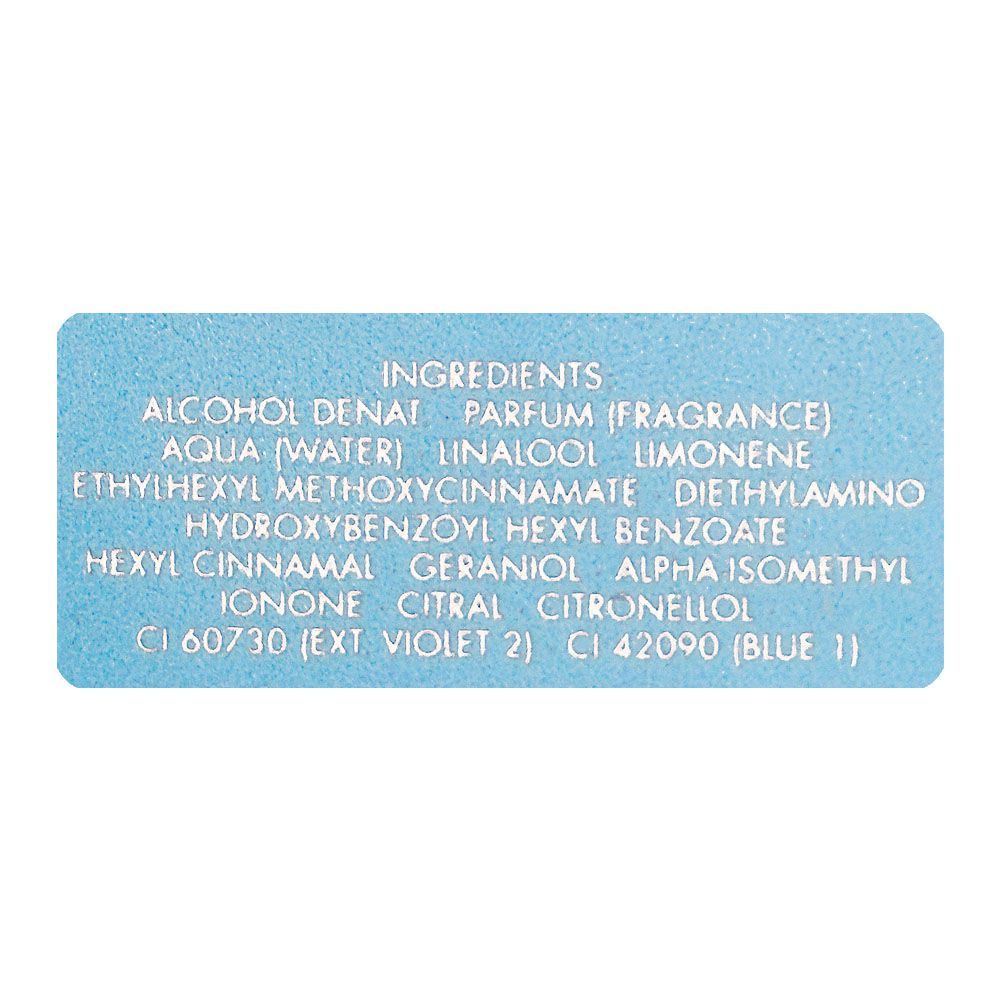 INGREDIENTS
ALCOHOL DENAT PARFUM (FRAGRANCE)
AQUA (WATER) LINALOOL LIMONENE
ETHYLHEXYL METHOXYCINNAMATE DIETHYLAMINO
HYDROXYBENZOYL HEXYL BENZOATE
HEXYL CINNAMAL GERANIOL ALPHA-ISOMETHYL
IONONE CITRAL CITRONELLOL
CI 60730 (EXT VIOLET 2) CI 42090 (BLUE 1)